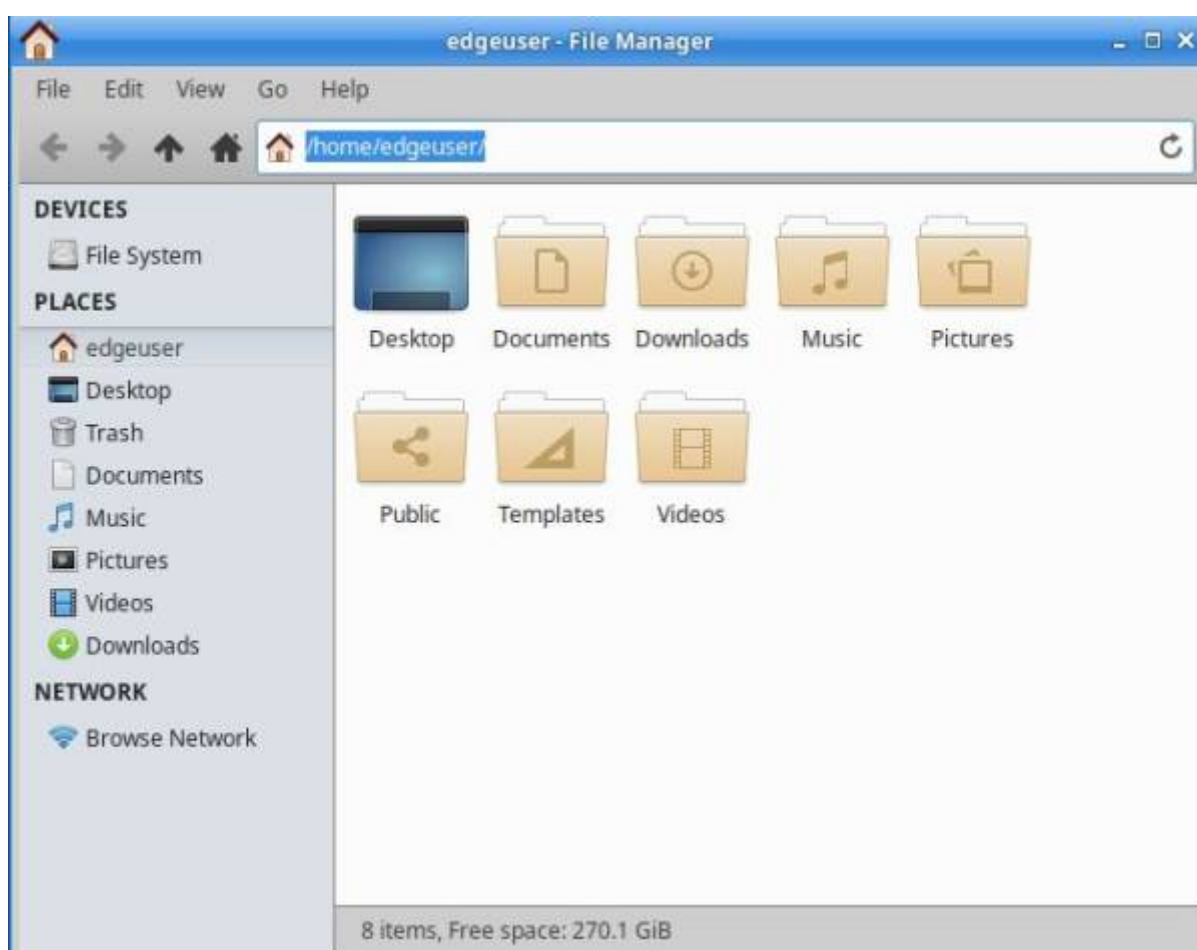 edgeuser - File Manager
File Edit View Go Help
/home/edgeuser/
DEVICES
File System
PLACES
edgeuser
Desktop
Trash
Documents
Music
Pictures
Videos
Downloads
NETWORK
Browse Network
Desktop Documents Downloads Music Pictures
Public Templates Videos
8 items, Free space: 270.1 GiB